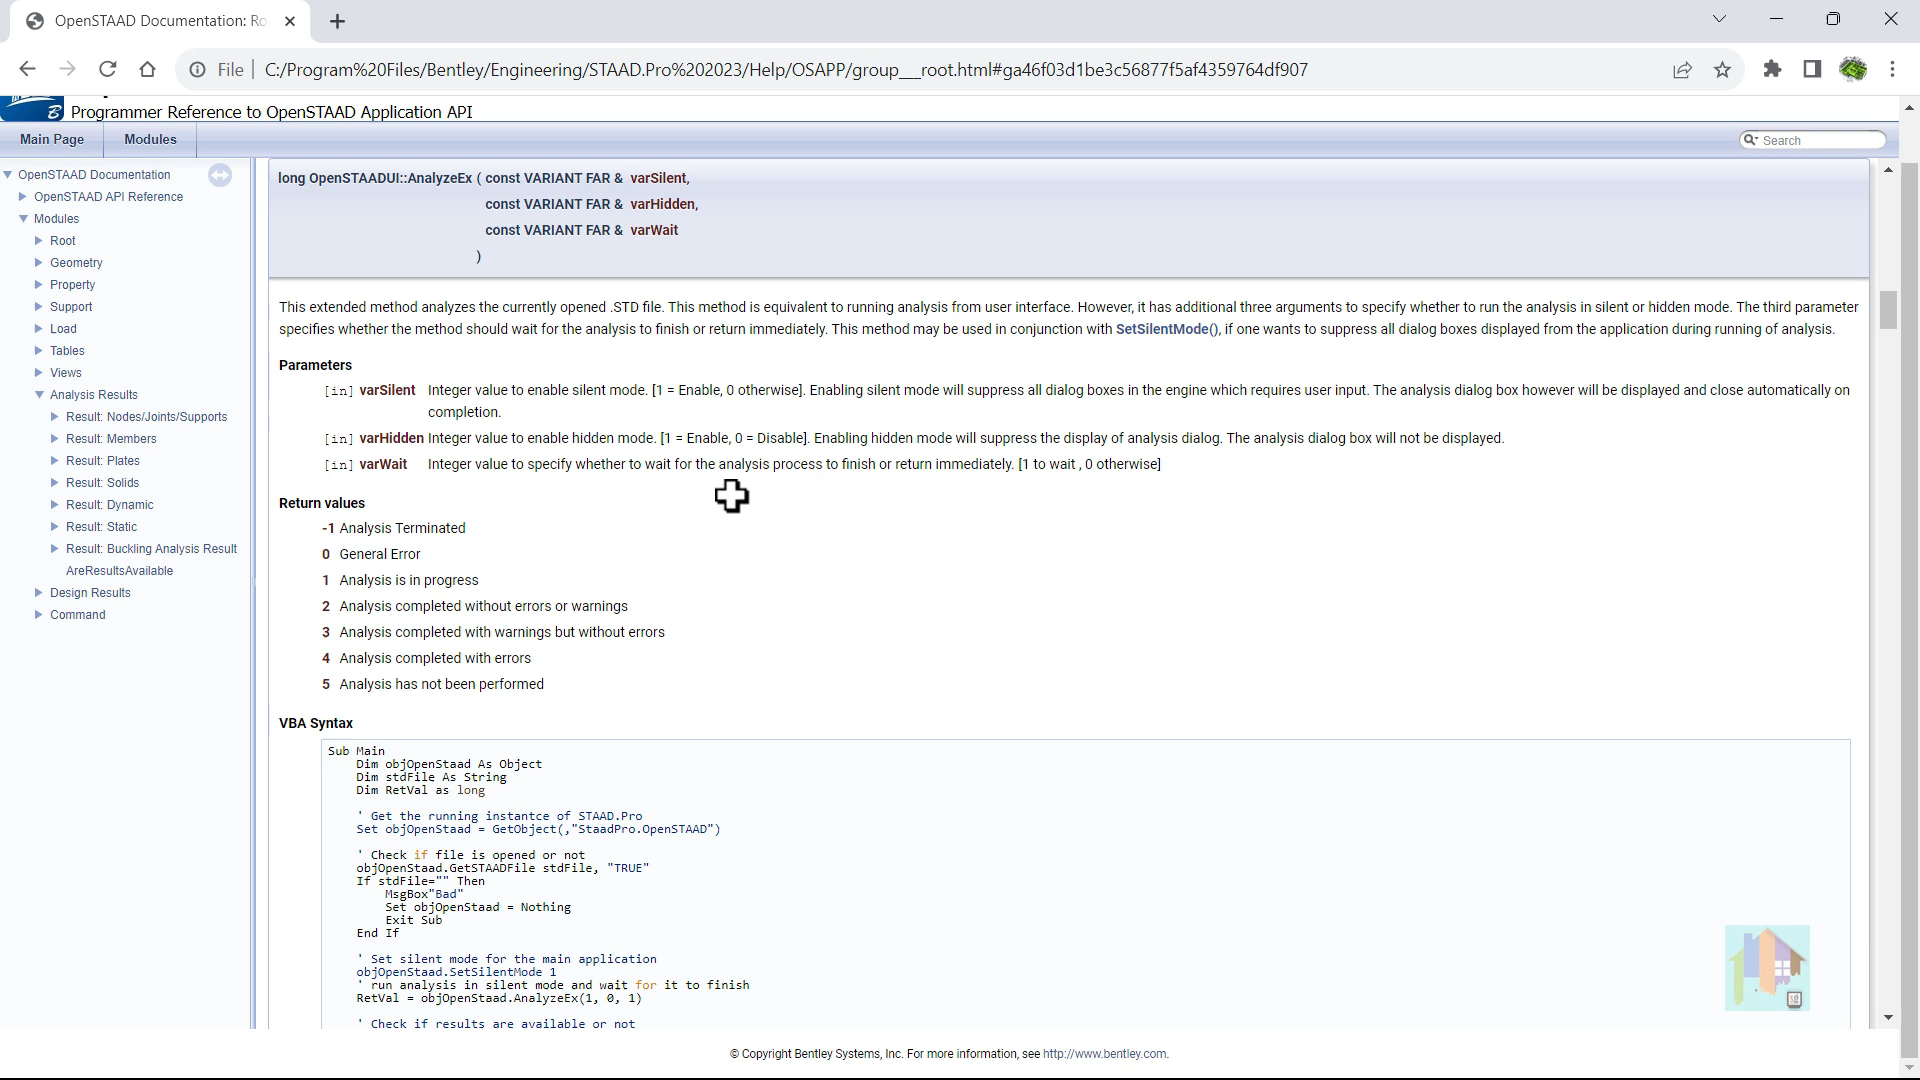 OpenSTAAD Documentation: Ro
File
C:/Program%20Files/Bentley/Engineering/STAAD.Pro%202023/Help/OSAPP/group__root.html#ga46f03d1be3c56877f5af4359764df907
Programmer Reference to OpenSTAAD Application API
Main Page
Modules
Search
OpenSTAAD Documentation
OpenSTAAD API Reference
Modules
Root
Geometry
Property
Support
Load
Tables
Views
Analysis Results
Result: Nodes/Joints/Supports
Result: Members
Result: Plates
Result: Solids
Result: Dynamic
Result: Static
Result: Buckling Analysis Result
AreResultsAvailable
Design Results
Command
long OpenSTAADUI::AnalyzeEx ( const VARIANT FAR & varSilent,
const VARIANT FAR & varHidden,
const VARIANT FAR & varWait
)
This extended method analyzes the currently opened .STD file. This method is equivalent to running analysis from user interface. However, it has additional three arguments to specify whether to run the analysis in silent or hidden mode. The third parameter
specifies whether the method should wait for the analysis to finish or return immediately. This method may be used in conjunction with SetSilentMode(), if one wants to suppress all dialog boxes displayed from the application during running of analysis.
Parameters
[in] varSilent Integer value to enable silent mode. [1 = Enable, 0 otherwise]. Enabling silent mode will suppress all dialog boxes in the engine which requires user input. The analysis dialog box however will be displayed and close automatically on
completion.
[in] varHidden Integer value to enable hidden mode. [1 = Enable, 0 = Disable]. Enabling hidden mode will suppress the display of analysis dialog. The analysis dialog box will not be displayed.
[in] varWait Integer value to specify whether to wait for the analysis process to finish or return immediately. [1 to wait , 0 otherwise]
Return values
-1 Analysis Terminated
0 General Error
1 Analysis is in progress
2 Analysis completed without errors or warnings
3 Analysis completed with warnings but without errors
4 Analysis completed with errors
5 Analysis has not been performed
VBA Syntax
Sub Main
Dim objOpenStaad As Object
Dim stdFile As String
Dim RetVal as long
' Get the running instantce of STAAD.Pro
Set objOpenStaad = GetObject(,"StaadPro.OpenSTAAD")
' Check if file is opened or not
objOpenStaad.GetSTAADFile stdFile, "TRUE"
If stdFile="" Then
MsgBox"Bad"
Set objOpenStaad = Nothing
Exit Sub
End If
' Set silent mode for the main application
objOpenStaad.SetSilentMode 1
' run analysis in silent mode and wait for it to finish
RetVal = objOpenStaad.AnalyzeEx(1, 0, 1)
' Check if results are available or not
© Copyright Bentley Systems, Inc. For more information, see http://www.bentley.com.